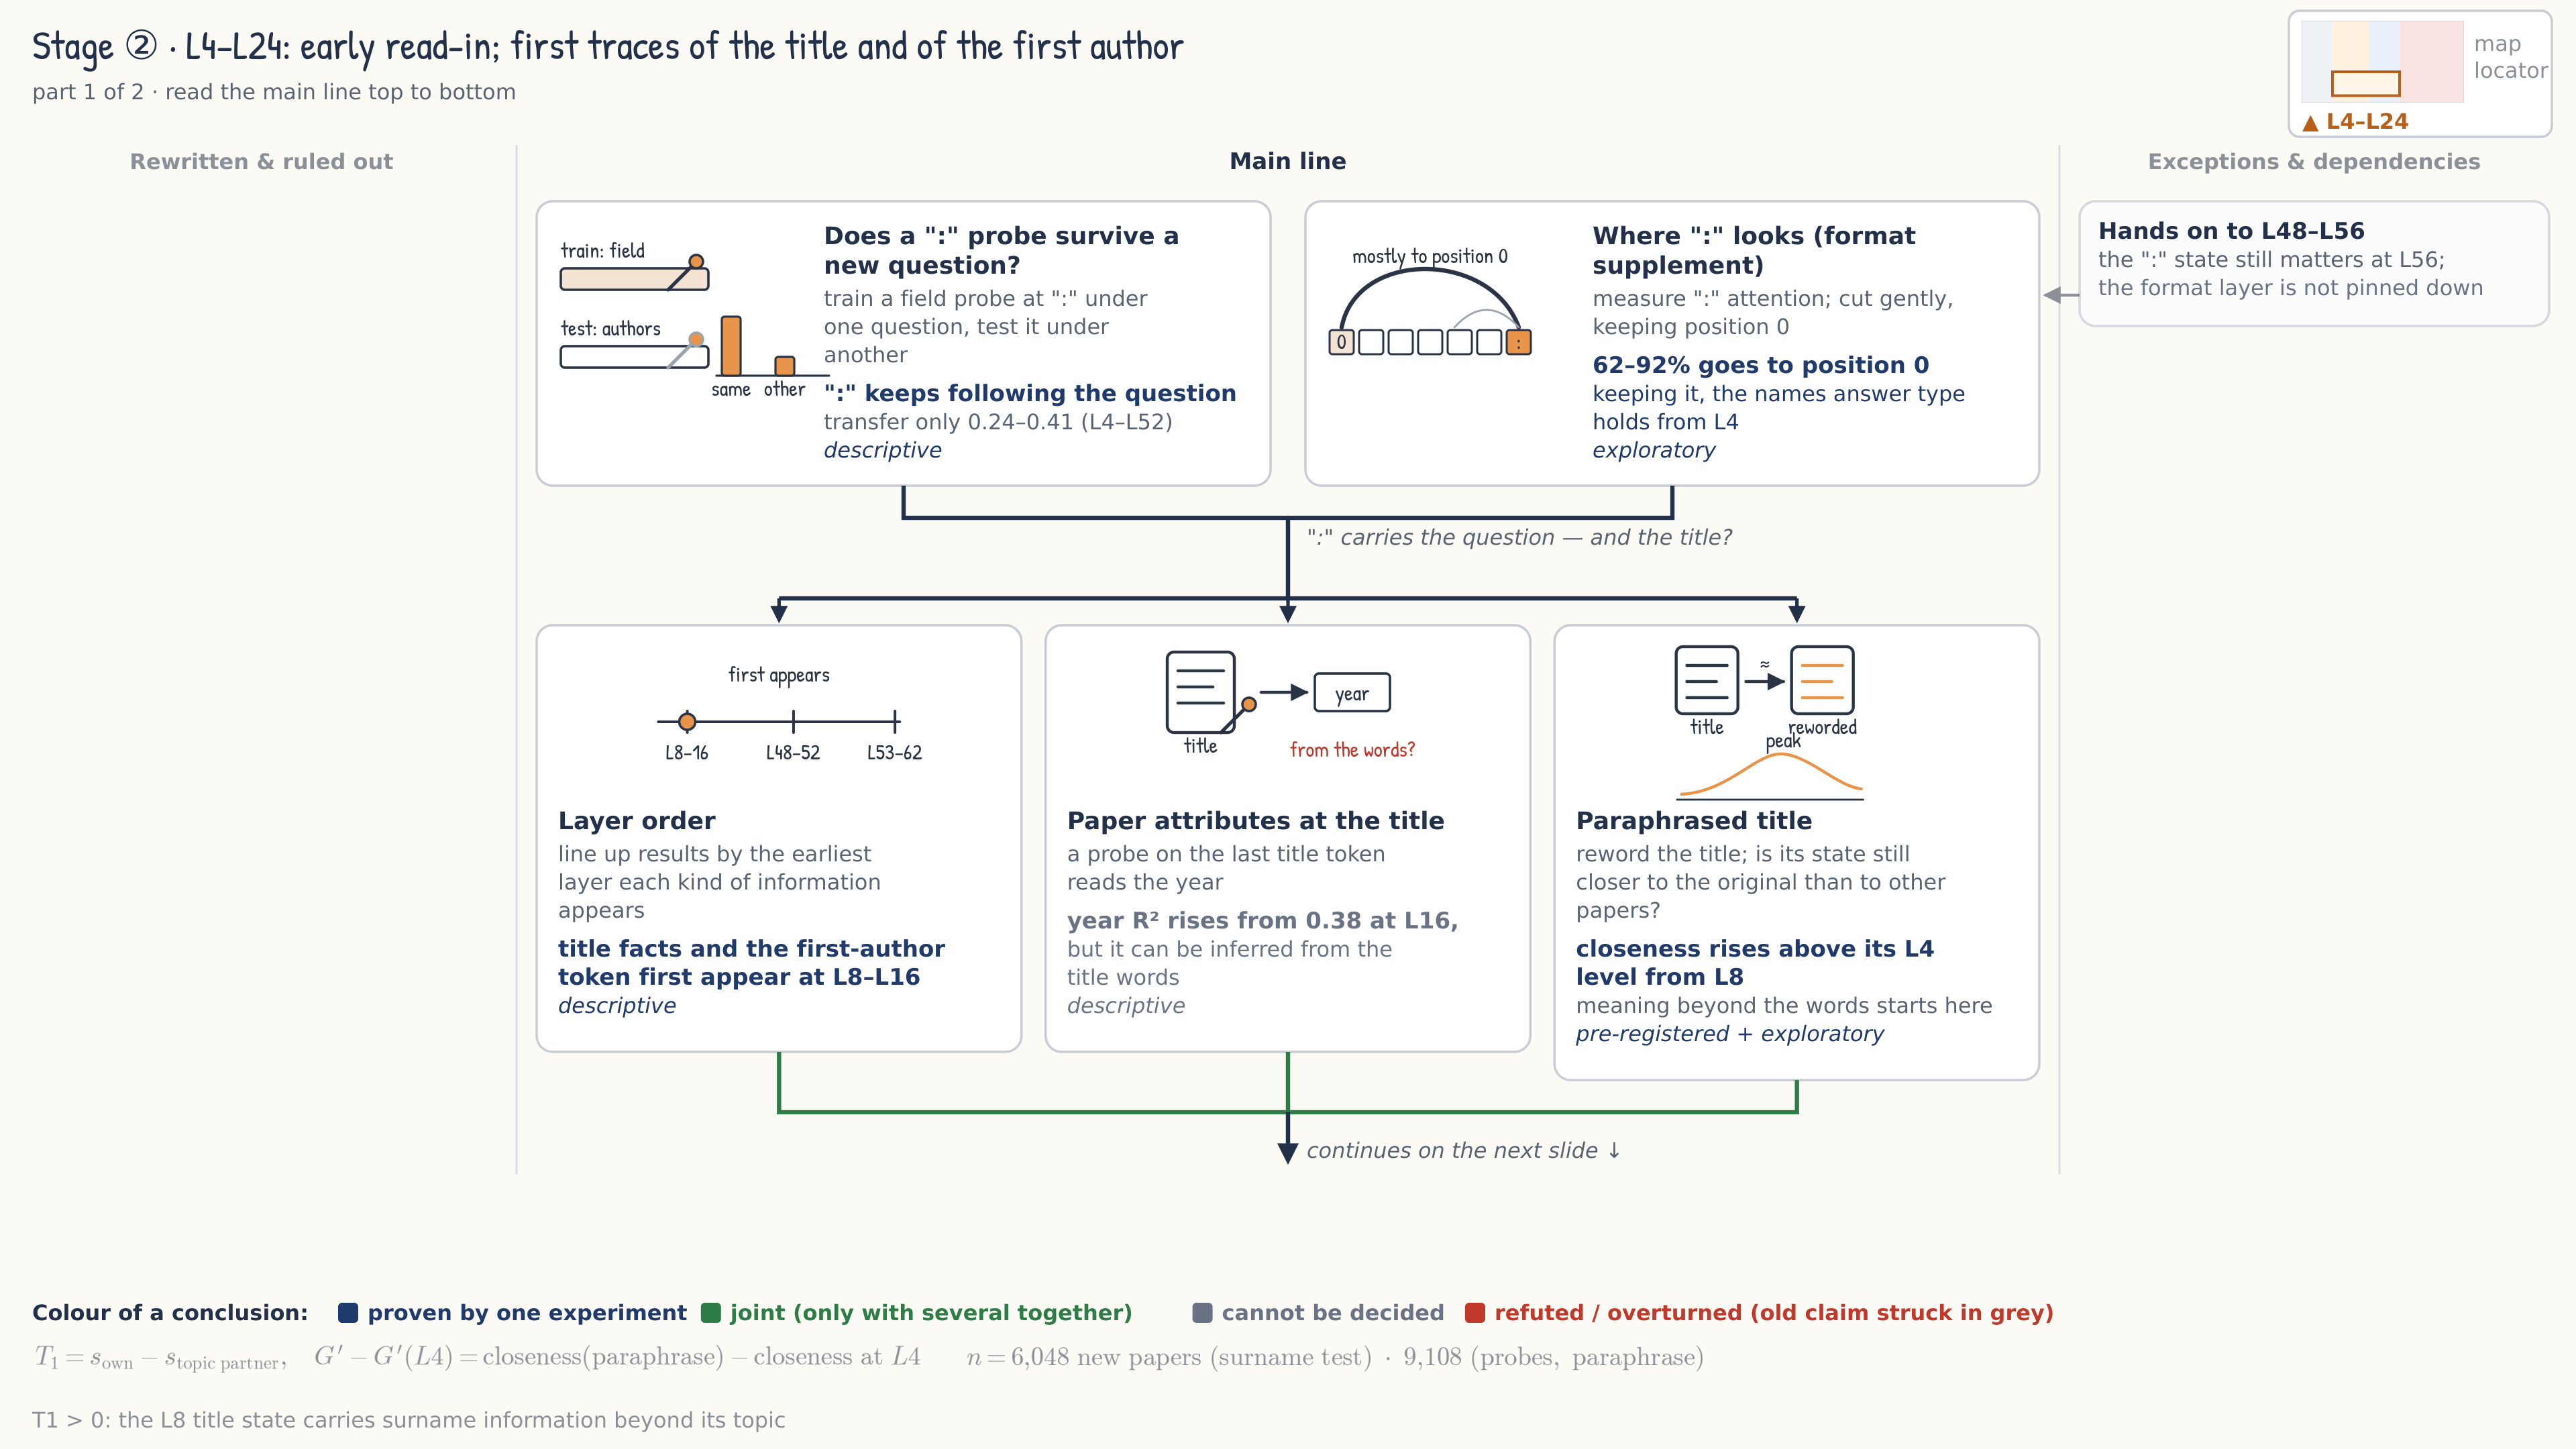 Stage ② · L4–L24: early read-in; first traces of the title and of the first author
part 1 of 2 · read the main line top to bottom
map
locator
▲ L4–L24
Rewritten & ruled out
Main line
Exceptions & dependencies
train: field
test: authors
same other
Does a ":" probe survive a
new question?
train a field probe at ":" under
one question, test it under
another
":" keeps following the question
transfer only 0.24–0.41 (L4–L52)
descriptive
mostly to position 0
0
:
Where ":" looks (format
supplement)
measure ":" attention; cut gently,
keeping position 0
62–92% goes to position 0
keeping it, the names answer type
holds from L4
exploratory
Hands on to L48–L56
the ":" state still matters at L56;
the format layer is not pinned down
":" carries the question — and the title?
first appears
L8–16 L48–52 L53–62
Layer order
line up results by the earliest
layer each kind of information
appears
title facts and the first-author
token first appear at L8–L16
descriptive
title
year
from the words?
Paper attributes at the title
a probe on the last title token
reads the year
year R² rises from 0.38 at L16,
but it can be inferred from the
title words
descriptive
≈
title reworded
peak
Paraphrased title
reword the title; is its state still
closer to the original than to other
papers?
closeness rises above its L4
level from L8
meaning beyond the words starts here
pre-registered + exploratory
continues on the next slide ↓
Colour of a conclusion: proven by one experiment joint (only with several together) cannot be decided refuted / overturned (old claim struck in grey)
T₁ = s_own − s_topic partner, G′ − G′(L4) = closeness(paraphrase) − closeness at L4 n = 6,048 new papers (surname test) · 9,108 (probes, paraphrase)
T1 > 0: the L8 title state carries surname information beyond its topic